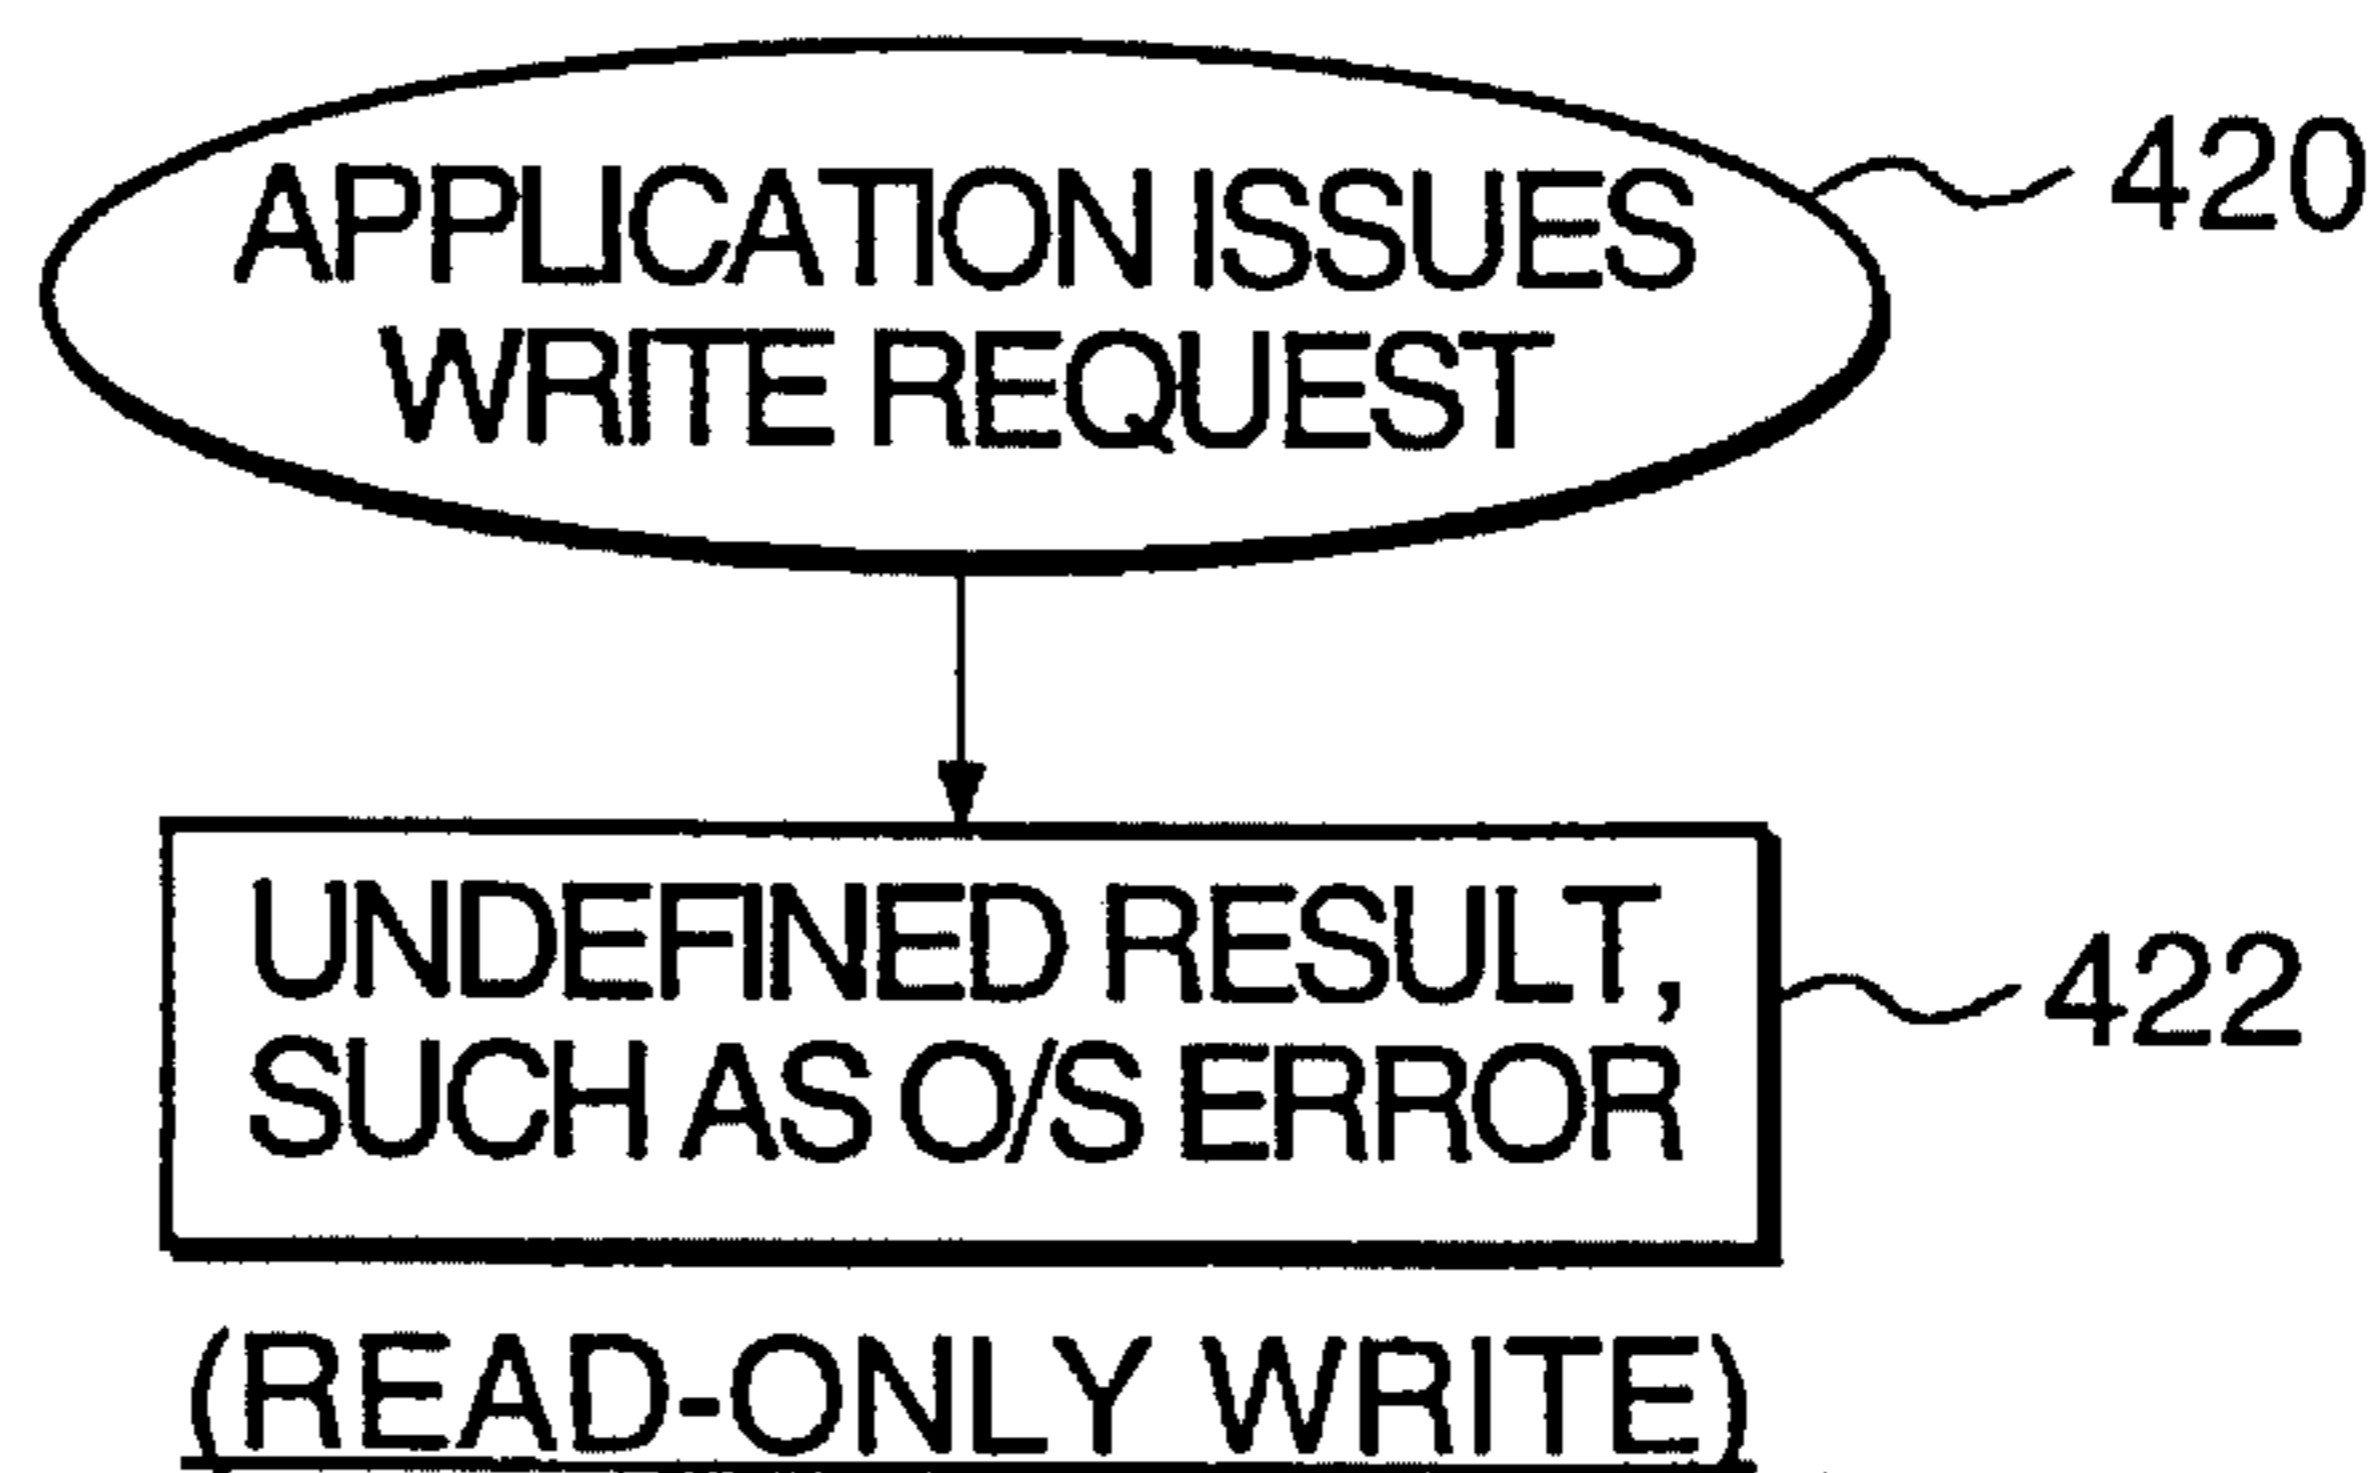 APPLICATION ISSUES
WRITE REQUEST
420
UNDEFINED RESULT,
SUCH AS O/S ERROR
422
(READ-ONLY WRITE)